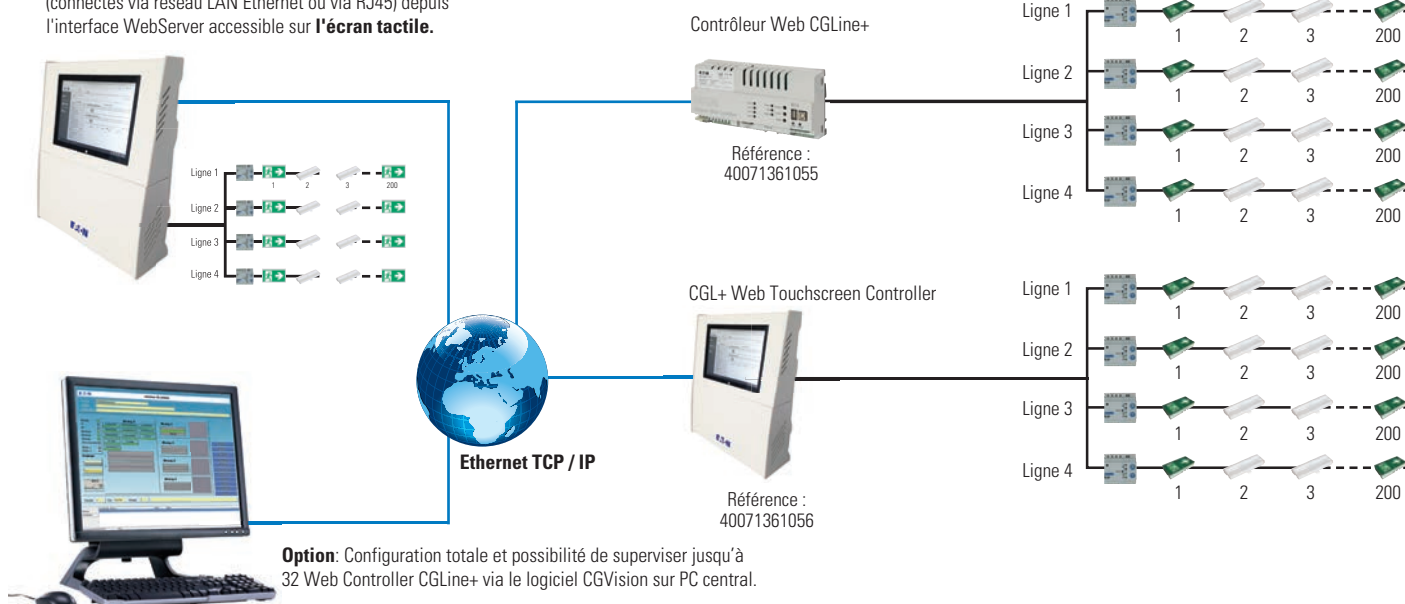 (connectés via réseau LAN Ethernet ou via RJ45) depuis
l'interface WebServer accessible sur l'écran tactile.
Ligne 1
1 2 3 200
Ligne 2
Ligne 3
Ligne 4
EATON
Contrôleur Web CGLine+
Référence :
40071361055
Ligne 1
1 2 3 200
Ligne 2
1 2 3 200
Ligne 3
1 2 3 200
Ligne 4
1 2 3 200
CGL+ Web Touchscreen Controller
EATON
Référence :
40071361056
Ligne 1
1 2 3 200
Ligne 2
1 2 3 200
Ligne 3
1 2 3 200
Ligne 4
1 2 3 200
Ethernet TCP / IP
Option: Configuration totale et possibilité de superviser jusqu'à
32 Web Controller CGLine+ via le logiciel CGVision sur PC central.